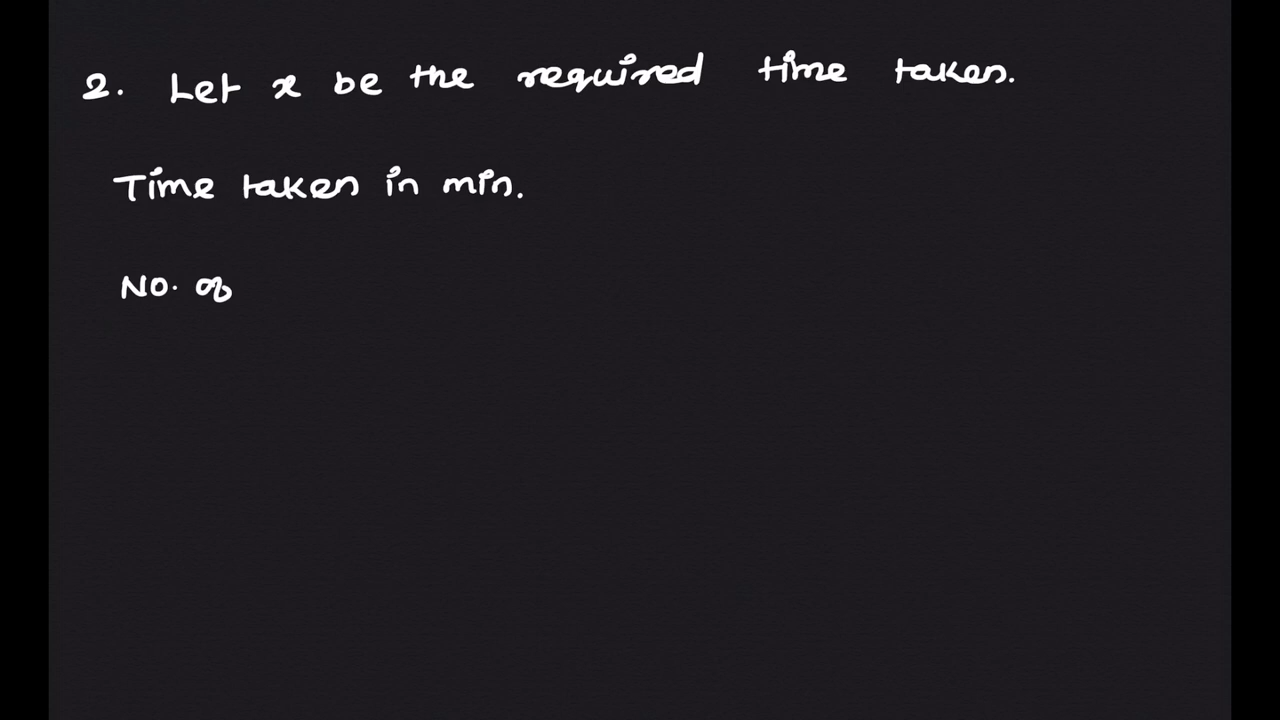 2. Let x be the required time taken.
Time taken in min.
No. of